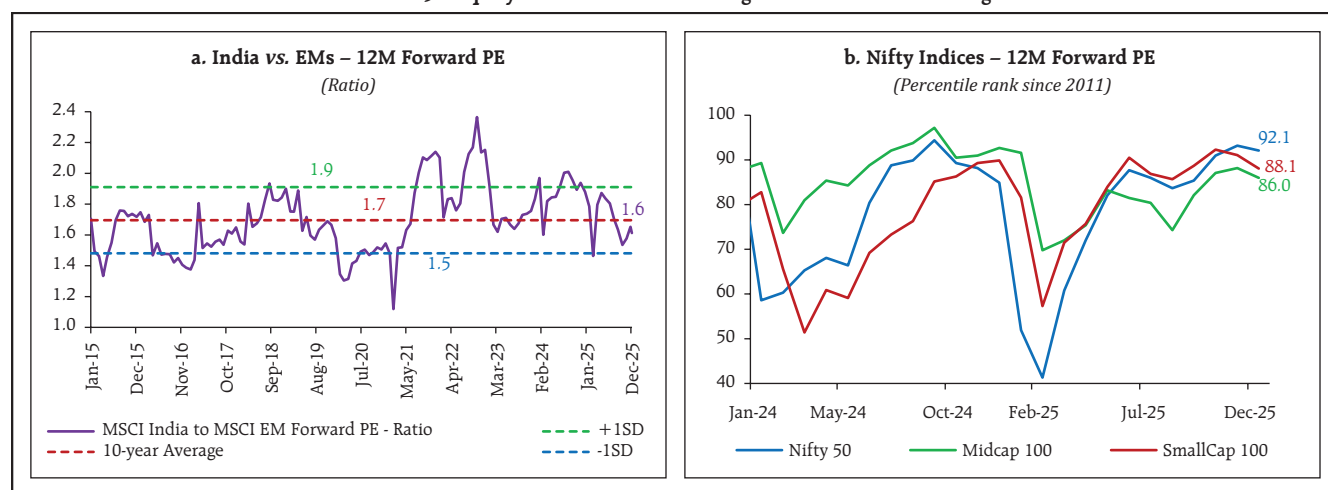 a. India vs. EMs – 12M Forward PE
(Ratio)
2.4
2.2
2.0
1.8
1.6
1.4
1.2
1.0
1.9
1.7
1.6
1.5
Jan-15
Dec-15
Nov-16
Oct-17
Sep-18
Aug-19
Jul-20
May-21
Apr-22
Mar-23
Feb-24
Jan-25
Dec-25
MSCI India to MSCI EM Forward PE - Ratio
+1SD
10-year Average
-1SD
b. Nifty Indices – 12M Forward PE
(Percentile rank since 2011)
100
90
80
70
60
50
40
92.1
88.1
86.0
Jan-24
May-24
Oct-24
Feb-25
Jul-25
Dec-25
Nifty 50
Midcap 100
SmallCap 100